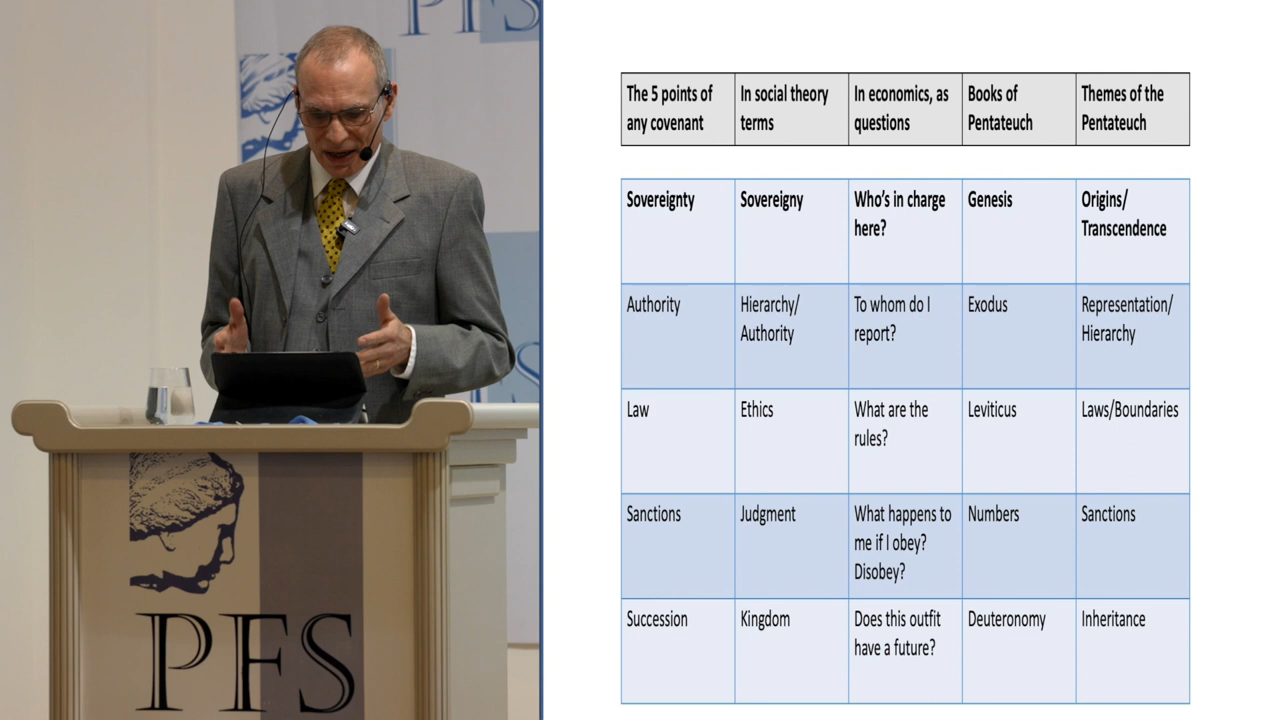 PFS
PFS
The 5 points of
any covenant
In social theory
terms
In economics, as
questions
Books of
Pentateuch
Themes of the
Pentateuch
Sovereignty
Sovereigny
Who's in charge
here?
Genesis
Origins/
Transcendence
Authority
Hierarchy/
Authority
To whom do I
report?
Exodus
Representation/
Hierarchy
Law
Ethics
What are the
rules?
Leviticus
Laws/Boundaries
Sanctions
Judgment
What happens to
me if I obey?
Disobey?
Numbers
Sanctions
Succession
Kingdom
Does this outfit
have a future?
Deuteronomy
Inheritance